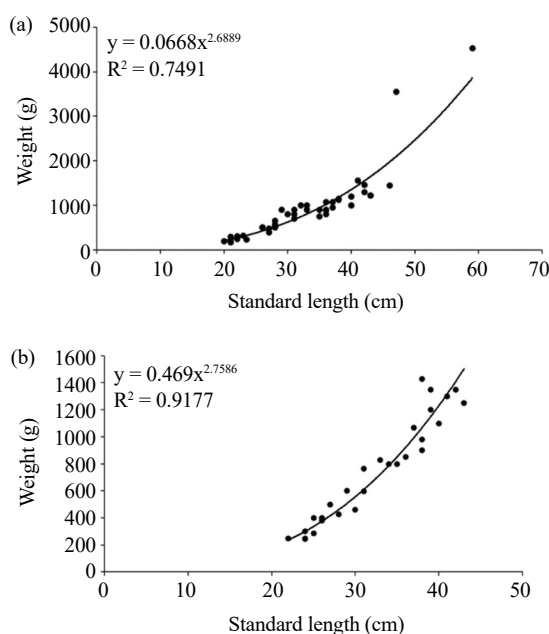 (a)
y = 0.0668x^2.6889
R² = 0.7491
5000
4000
3000
2000
1000
0
0 10 20 30 40 50 60 70
Weight (g)
Standard length (cm)
(b)
y = 0.469x^2.7586
R² = 0.9177
1600
1400
1200
1000
800
600
400
200
0
0 10 20 30 40 50
Weight (g)
Standard length (cm)